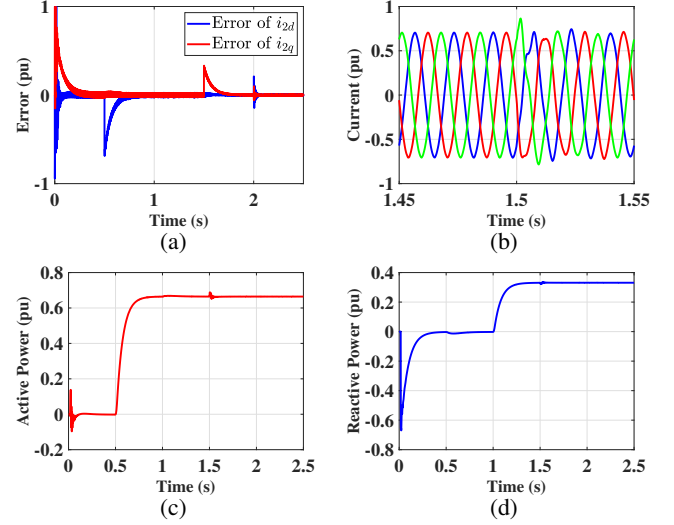 1
0
-1
0
1
2
Error (pu)
Time (s)
Error of i2d
Error of i2q
(a)
1
0.5
0
-0.5
-1
1.45
1.5
1.55
Current (pu)
Time (s)
(b)
0.8
0.6
0.4
0.2
0
-0.2
0
0.5
1
1.5
2
2.5
Active Power (pu)
Time (s)
(c)
0.4
0.2
0
-0.2
-0.4
-0.6
-0.8
0
0.5
1
1.5
2
2.5
Reactive Power (pu)
Time (s)
(d)